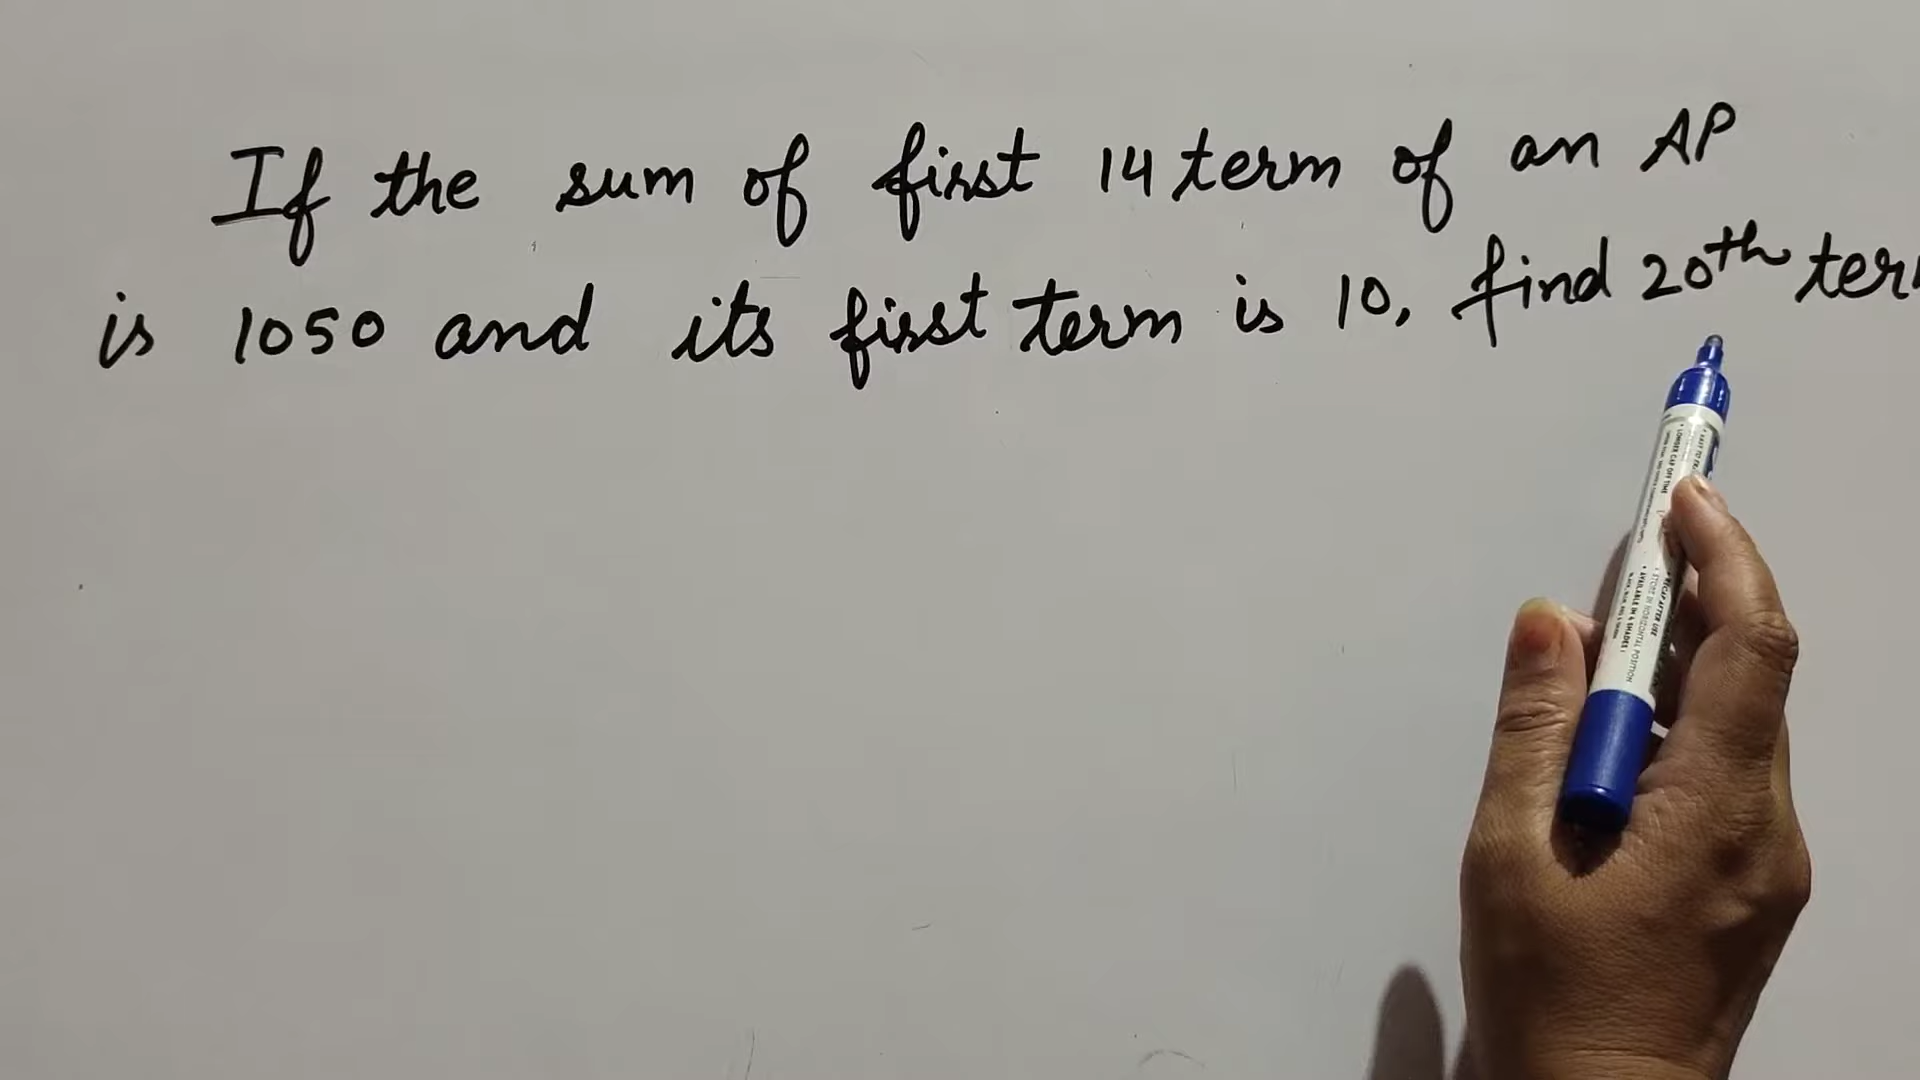 If the sum of first 14 term of an AP
is 1050 and its first term is 10, find 20th ter